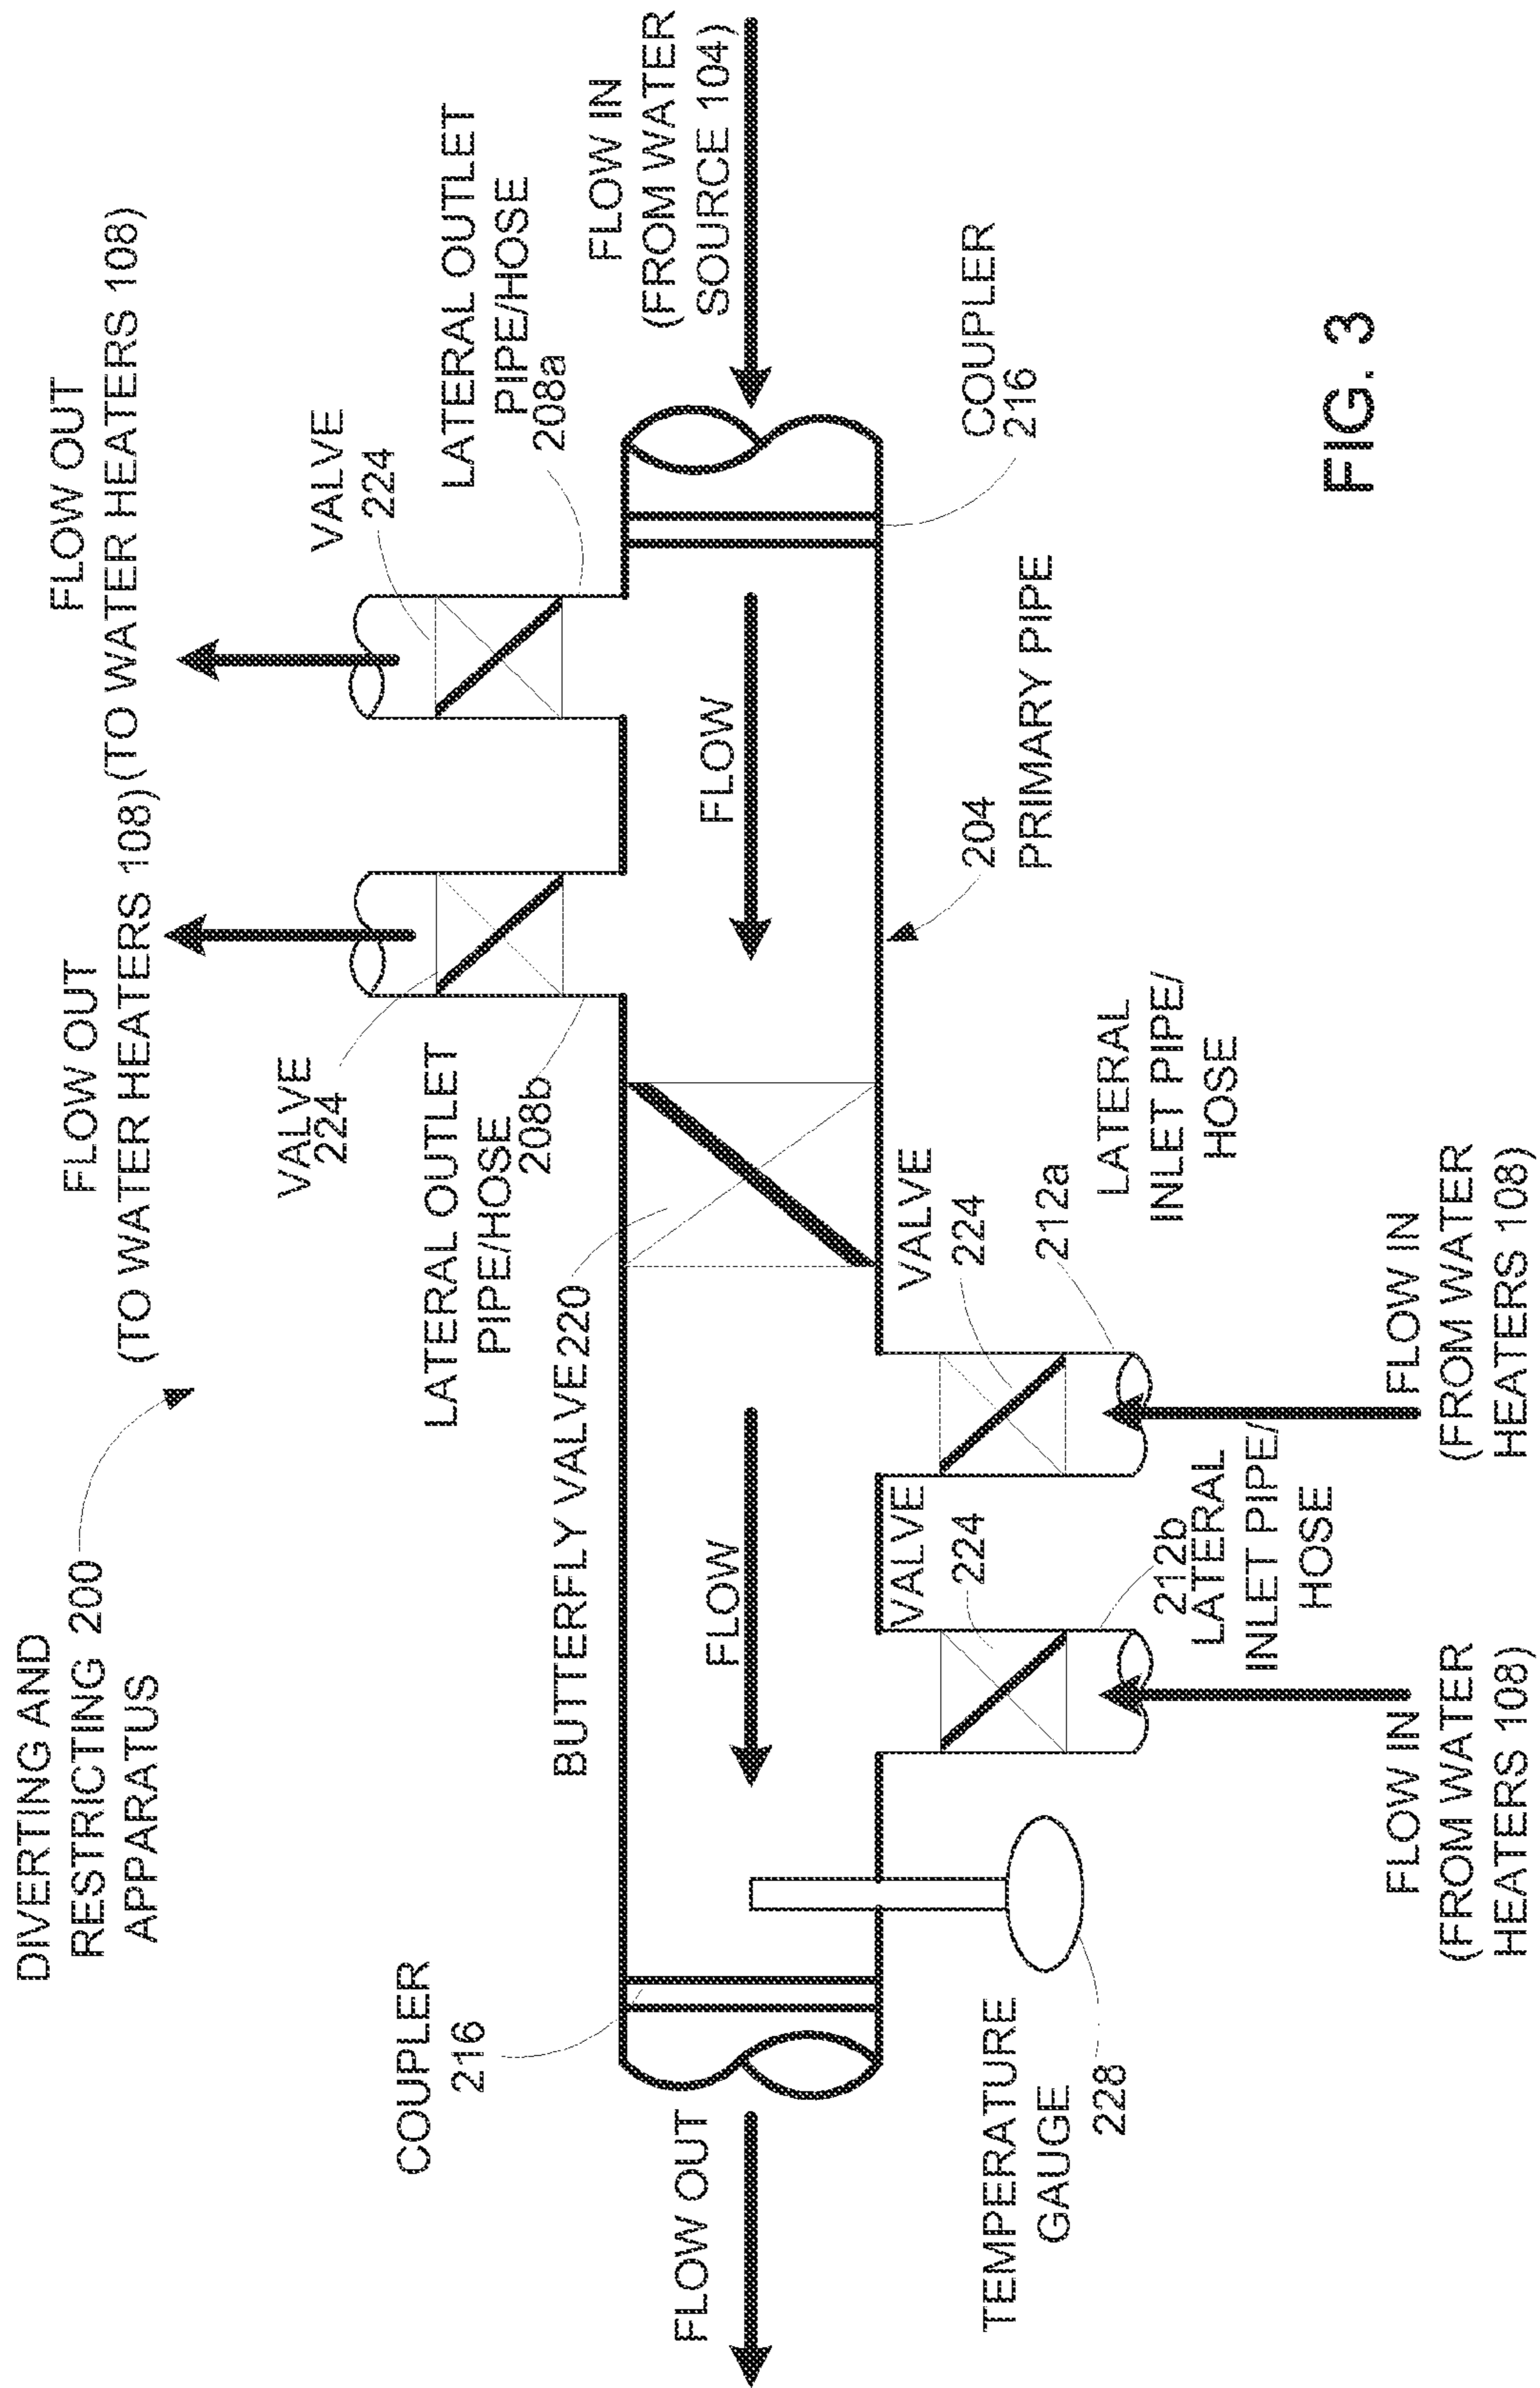 DIVERTING AND
RESTRICTING 200
APPARATUS
FLOW OUT
(TO WATER HEATERS 108)
FLOW OUT
(TO WATER HEATERS 108)
VALVE
224
VALVE
224
LATERAL OUTLET
PIPE/HOSE
208b
LATERAL OUTLET
PIPE/HOSE
208a
FLOW IN
(FROM WATER
SOURCE 104)
COUPLER
216
BUTTERFLY VALVE 220
FLOW OUT
FLOW
FLOW
TEMPERATURE
GAUGE
228
VALVE
224
VALVE
224
212a
LATERAL
INLET PIPE/
HOSE
212b
LATERAL
INLET PIPE/
HOSE
204
PRIMARY PIPE
COUPLER
216
FLOW IN
(FROM WATER
HEATERS 108)
FLOW IN
(FROM WATER
HEATERS 108)
FIG. 3